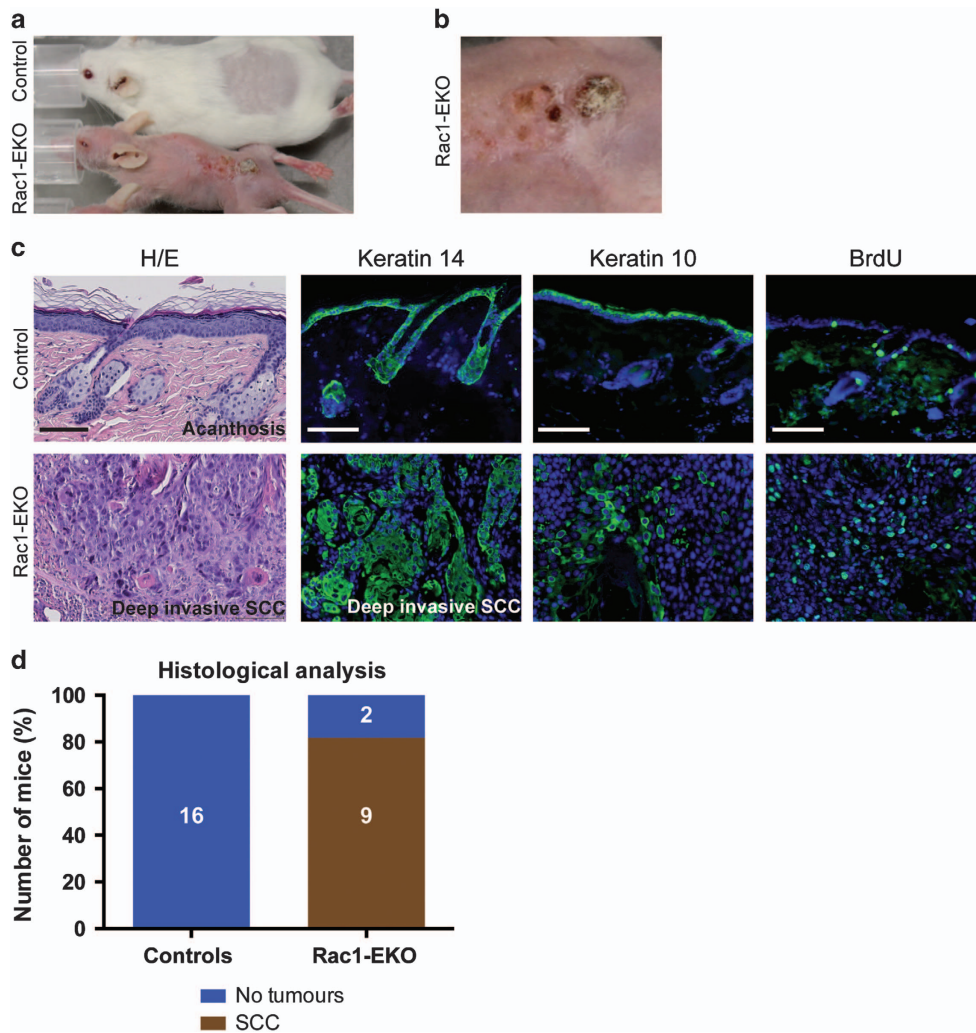 a
Control
Rac1-EKO
b
Rac1-EKO
c
H/E
Keratin 14
Keratin 10
BrdU
Control
Acanthosis
Rac1-EKO
Deep invasive SCC
Deep invasive SCC
d
Histological analysis
Number of mice (%)
100
80
60
40
20
0
16
2
9
Controls
Rac1-EKO
No tumours
SCC